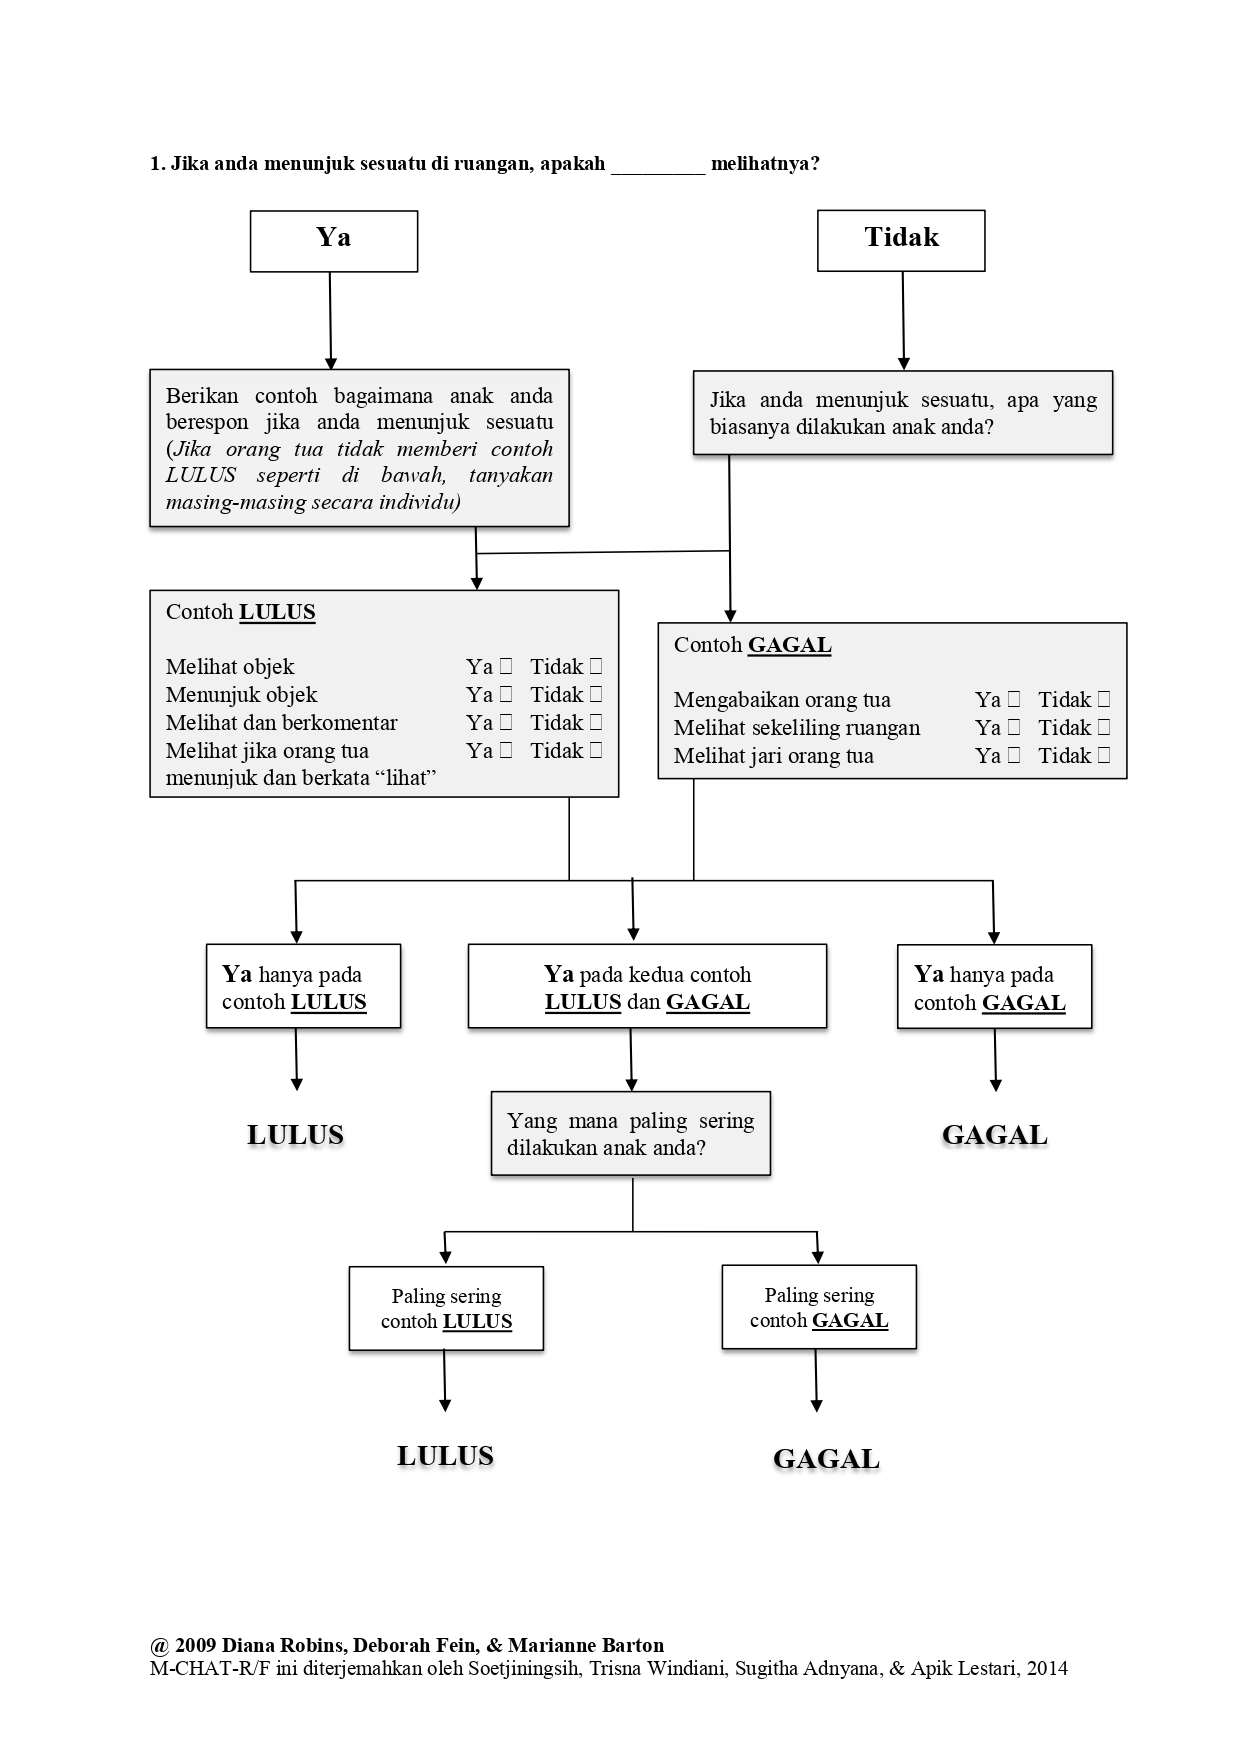 1. Jika anda menunjuk sesuatu di ruangan, apakah _________ melihatnya?
Ya
Tidak
Berikan contoh bagaimana anak anda
berespon jika anda menunjuk sesuatu
(Jika orang tua tidak memberi contoh
LULUS seperti di bawah, tanyakan
masing-masing secara individu)
Jika anda menunjuk sesuatu, apa yang
biasanya dilakukan anak anda?
Contoh LULUS
Melihat objek Ya □ Tidak □
Menunjuk objek Ya □ Tidak □
Melihat dan berkomentar Ya □ Tidak □
Melihat jika orang tua Ya □ Tidak □
menunjuk dan berkata “lihat”
Contoh GAGAL
Mengabaikan orang tua Ya □ Tidak □
Melihat sekeliling ruangan Ya □ Tidak □
Melihat jari orang tua Ya □ Tidak □
Ya hanya pada
contoh LULUS
Ya pada kedua contoh
LULUS dan GAGAL
Ya hanya pada
contoh GAGAL
LULUS
Yang mana paling sering
dilakukan anak anda?
GAGAL
Paling sering
contoh LULUS
Paling sering
contoh GAGAL
LULUS
GAGAL
@ 2009 Diana Robins, Deborah Fein, & Marianne Barton
M-CHAT-R/F ini diterjemahkan oleh Soetjiningsih, Trisna Windiani, Sugitha Adnyana, & Apik Lestari, 2014